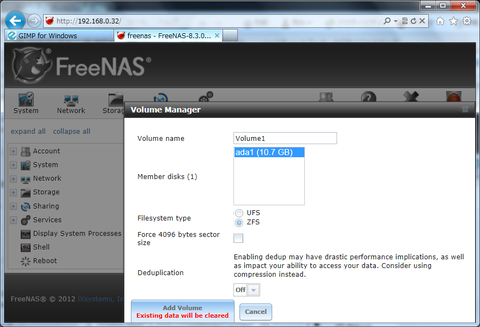 http://192.168.0.32/
GIMP for Windows
freenas - FreeNAS-8.3.0...
FreeNAS®
System
Network
expand all collapse all
Account
System
Network
Storage
Sharing
Services
Display System Processes
Shell
Reboot
FreeNAS® © 2012
Volume Manager
Volume name
Volume1
Member disks (1)
ada1 (10.7 GB)
Filesystem type
UFS
ZFS
Force 4096 bytes sector
size
Enabling dedup may have drastic performance implications, as well
as impact your ability to access your data. Consider using
compression instead.
Deduplication
Off
Add Volume
Existing data will be cleared
Cancel